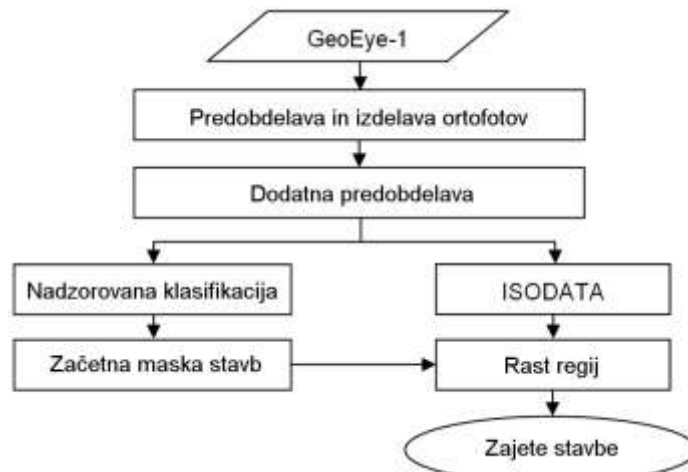 GeoEye-1
Predobdelava in izdelava ortofotov
Dodatna predobdelava
Nadzorovana klasifikacija
ISODATA
Začetna maska stavb
Rast regij
Zajete stavbe